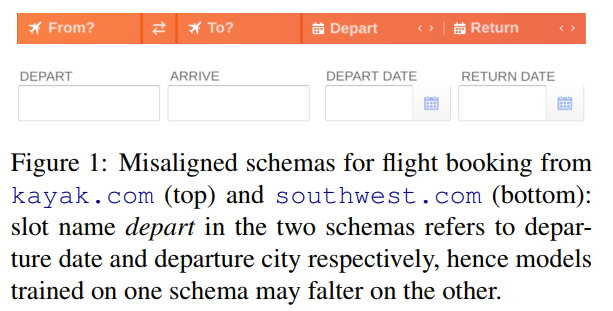 From? To? Depart < > | Return < >
DEPART ARRIVE DEPART DATE RETURN DATE
Figure 1: Misaligned schemas for flight booking from
kayak.com (top) and southwest.com (bottom):
slot name depart in the two schemas refers to depar-
ture date and departure city respectively, hence models
trained on one schema may falter on the other.